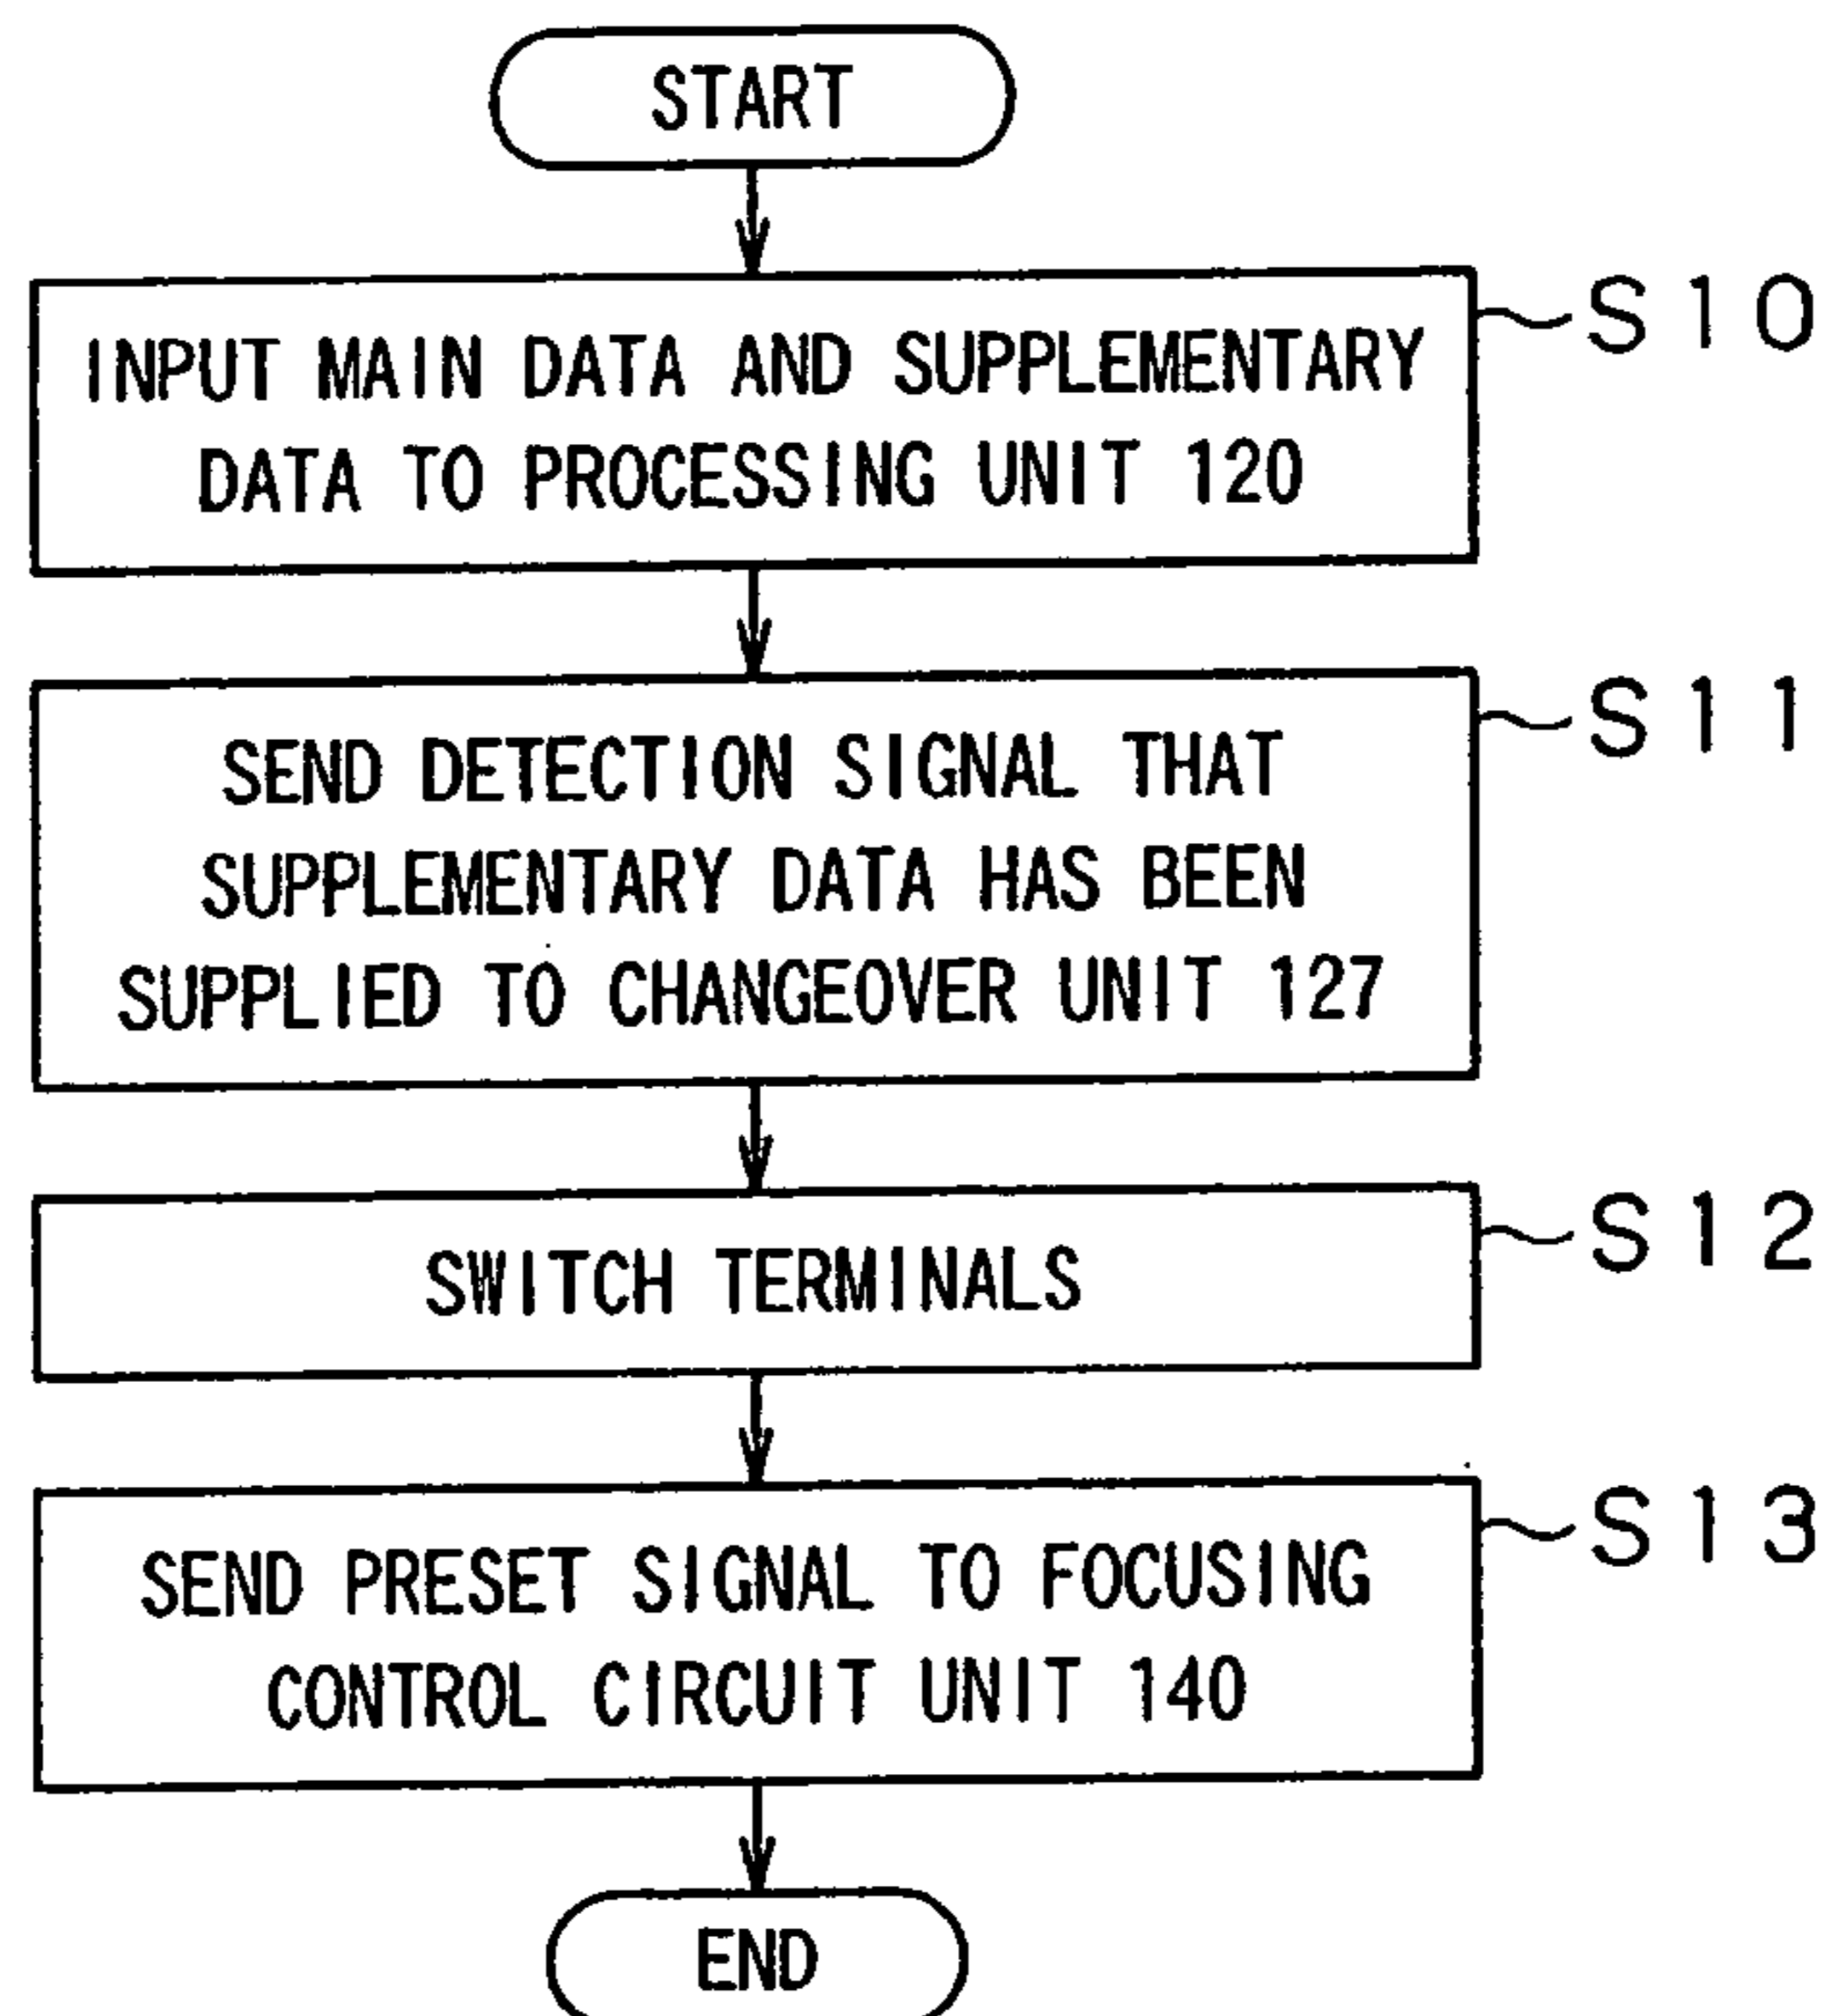 START
INPUT MAIN DATA AND SUPPLEMENTARY
DATA TO PROCESSING UNIT 120
S10
SEND DETECTION SIGNAL THAT
SUPPLEMENTARY DATA HAS BEEN
SUPPLIED TO CHANGEOVER UNIT 127
S11
SWITCH TERMINALS
S12
SEND PRESET SIGNAL TO FOCUSING
CONTROL CIRCUIT UNIT 140
S13
END